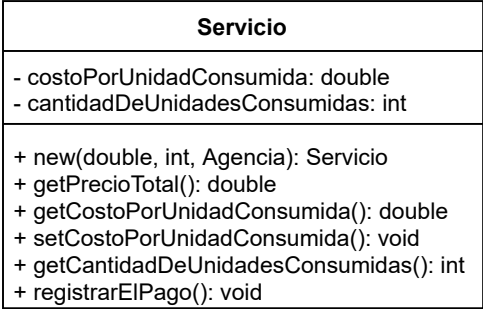 Servicio
- costoPorUnidadConsumida: double
- cantidadDeUnidadesConsumidas: int
+ new(double, int, Agencia): Servicio
+ getPrecioTotal(): double
+ getCostoPorUnidadConsumida(): double
+ setCostoPorUnidadConsumida(): void
+ getCantidadDeUnidadesConsumidas(): int
+ registrarElPago(): void